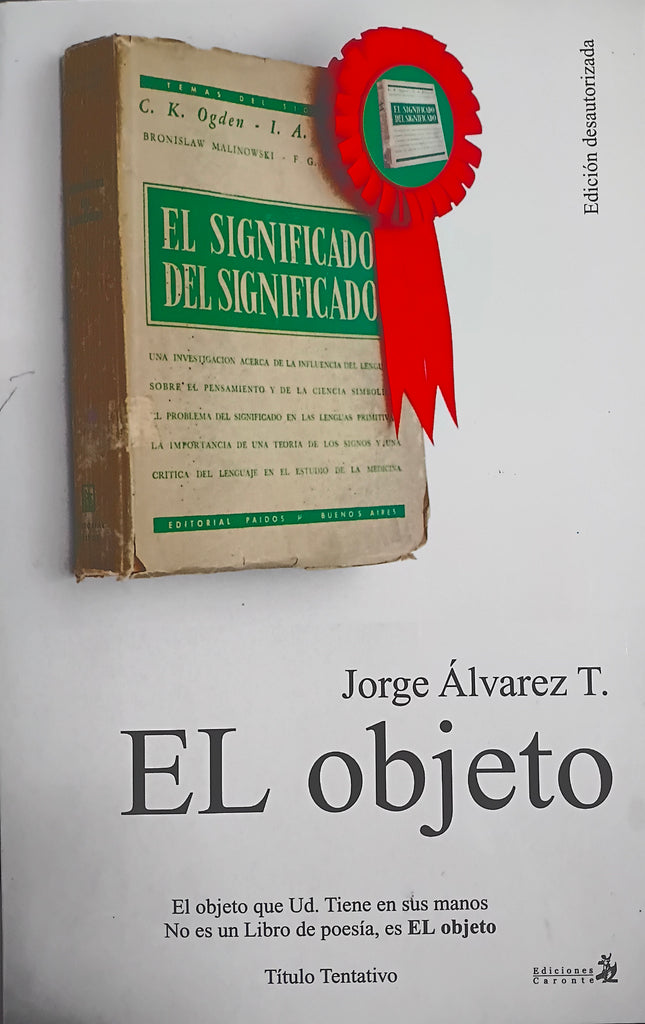 TEMAS DEL
C. K. Ogden - I. A.
BRONISLAW MALINOWSKI - F G.
EL SIGNIFICADO
DEL SIGNIFICADO
UNA INVESTIGACION ACERCA DE LA INFLUENCIA DEL
SOBRE EL PENSAMIENTO Y DE LA CIENCIA
EL PROBLEMA DEL SIGNIFICADO EN LAS LENGUAS
LA IMPORTANCIA DE UNA TEORIA DE LOS SIGNOS Y UNA
CRITICA DEL LENGUAJE EN EL ESTUDIO DE LA MEDICINA
EDITORIAL PAIDOS BUENOS AIRES
EL SIGNIFICADO
DEL SIGNIFICADO
Edición desautorizada
Jorge Álvarez T.
EL objeto
El objeto que Ud. Tiene en sus manos
No es un Libro de poesía, es EL objeto
Título Tentativo
Ediciones
Caronte